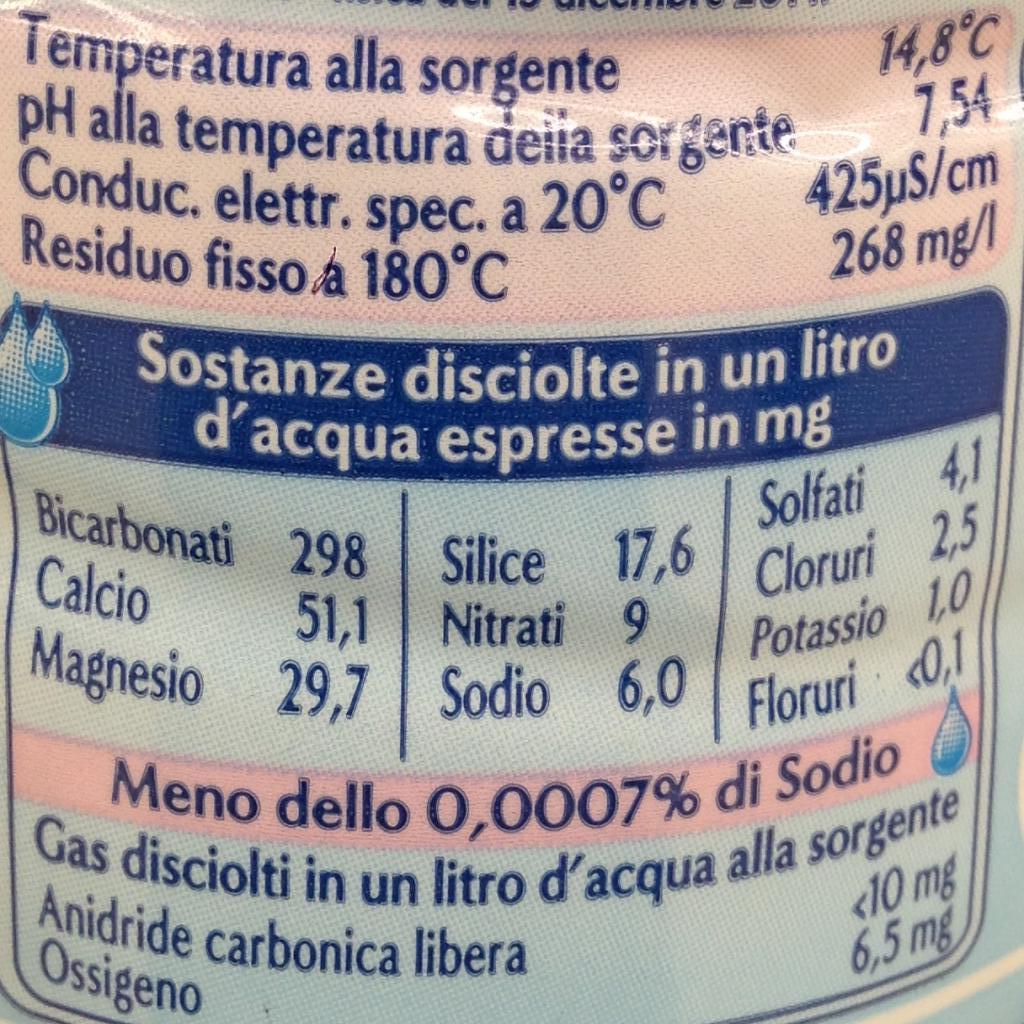 del 15 dicembre
Temperatura alla sorgente 14,8°C
pH alla temperatura della sorgente 7,54
Conduc. elettr. spec. a 20°C 425µS/cm
Residuo fisso a 180°C 268 mg/l
Sostanze disciolte in un litro
d'acqua espresse in mg
Bicarbonati 298
Calcio 51,1
Magnesio 29,7
Silice 17,6
Nitrati 9
Sodio 6,0
Solfati 4,1
Cloruri 2,5
Potassio 1,0
Floruri <0,1
Meno dello 0,0007% di Sodio
Gas disciolti in un litro d'acqua alla sorgente
Anidride carbonica libera <10 mg
Ossigeno 6,5 mg